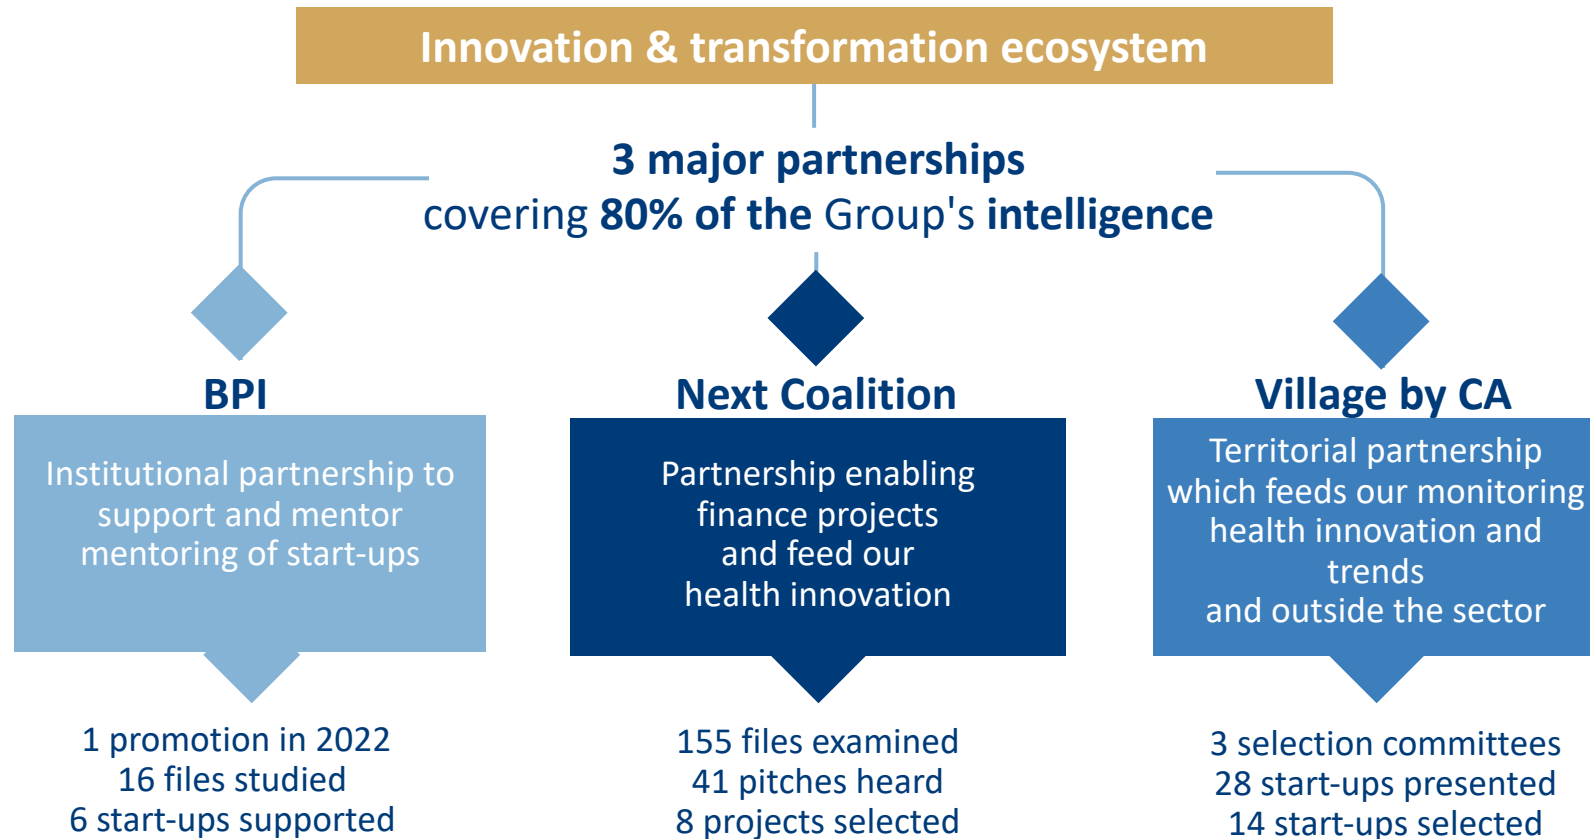 Innovation & transformation ecosystem
3 major partnerships
covering 80% of the Group's intelligence
BPI
Institutional partnership to
support and mentor
mentoring of start-ups
1 promotion in 2022
16 files studied
6 start-ups supported
Next Coalition
Partnership enabling
finance projects
and feed our
health innovation
155 files examined
41 pitches heard
8 projects selected
Village by CA
Territorial partnership
which feeds our monitoring
health innovation and
trends
and outside the sector
3 selection committees
28 start-ups presented
14 start-ups selected